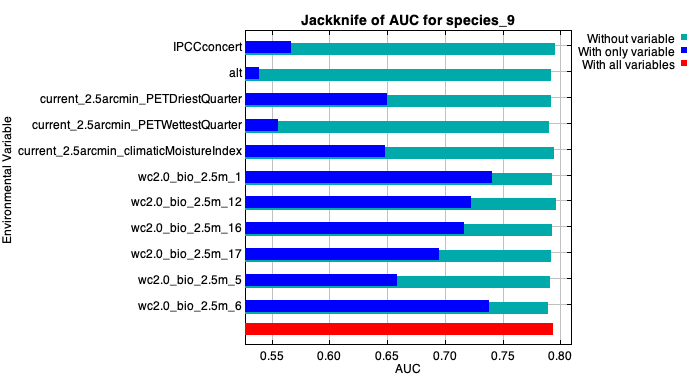 Jackknife of AUC for species_9
Without variable
With only variable
With all variables
Environmental Variable
IPCCconcert
alt
current_2.5arcmin_PETDriestQuarter
current_2.5arcmin_PETWettestQuarter
current_2.5arcmin_climaticMoistureIndex
wc2.0_bio_2.5m_1
wc2.0_bio_2.5m_12
wc2.0_bio_2.5m_16
wc2.0_bio_2.5m_17
wc2.0_bio_2.5m_5
wc2.0_bio_2.5m_6
0.55 0.60 0.65 0.70 0.75 0.80
AUC